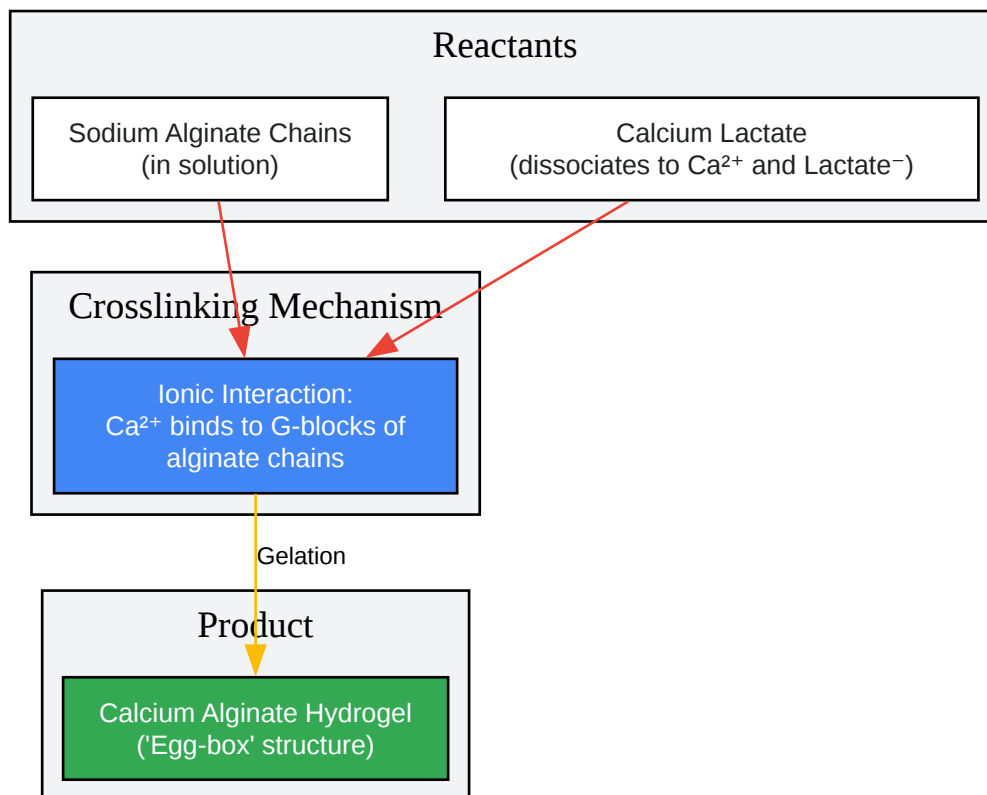 Reactants
Sodium Alginate Chains
(in solution)
Calcium Lactate
(dissociates to Ca²⁺ and Lactate⁻)
Crosslinking Mechanism
Ionic Interaction:
Ca²⁺ binds to G-blocks of
alginate chains
Gelation
Product
Calcium Alginate Hydrogel
('Egg-box' structure)